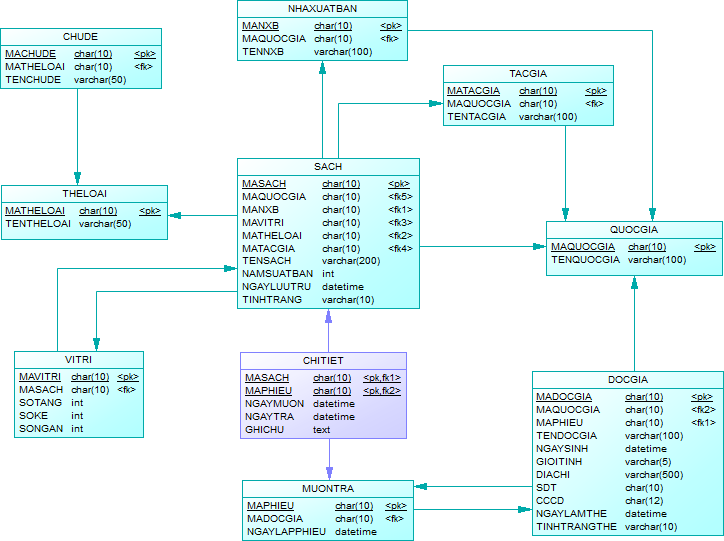 NHAXUATBAN
MANXB char(10) <pk>
MAQUOCGIA char(10) <fk>
TENNXB varchar(100)
CHUDE
MACHUDE char(10) <pk>
MATHELOAI char(10) <fk>
TENCHUDE varchar(50)
TACGIA
MATACGIA char(10) <pk>
MAQUOCGIA char(10) <fk>
TENTACGIA varchar(100)
SACH
MASACH char(10) <pk>
MAQUOCGIA char(10) <fk5>
MANXB char(10) <fk1>
MAVITRI char(10) <fk3>
MATHELOAI char(10) <fk2>
MATACGIA char(10) <fk4>
TENSACH varchar(200)
NAMSUATBAN int
NGAYLUUTRU datetime
TINHTRANG varchar(10)
THELOAI
MATHELOAI char(10) <pk>
TENTHELOAI varchar(50)
QUOCGIA
MAQUOCGIA char(10) <pk>
TENQUOCGIA varchar(100)
VITRI
MAVITRI char(10) <pk>
MASACH char(10) <fk>
SOTANG int
SOKE int
SONGAN int
CHITIET
MASACH char(10) <pk,fk1>
MAPHIEU char(10) <pk,fk2>
NGAYMUON datetime
NGAYTRA datetime
GHICHU text
DOCGIA
MADOCGIA char(10) <pk>
MAQUOCGIA char(10) <fk2>
MAPHIEU char(10) <fk1>
TENDOCGIA varchar(100)
NGAYSINH datetime
GIOITINH varchar(5)
DIACHI varchar(500)
SDT char(10)
CCCD char(12)
NGAYLAMTHE datetime
TINHTRANGTHE varchar(10)
MUONTRA
MAPHIEU char(10) <pk>
MADOCGIA char(10) <fk>
NGAYLAPPHIEU datetime